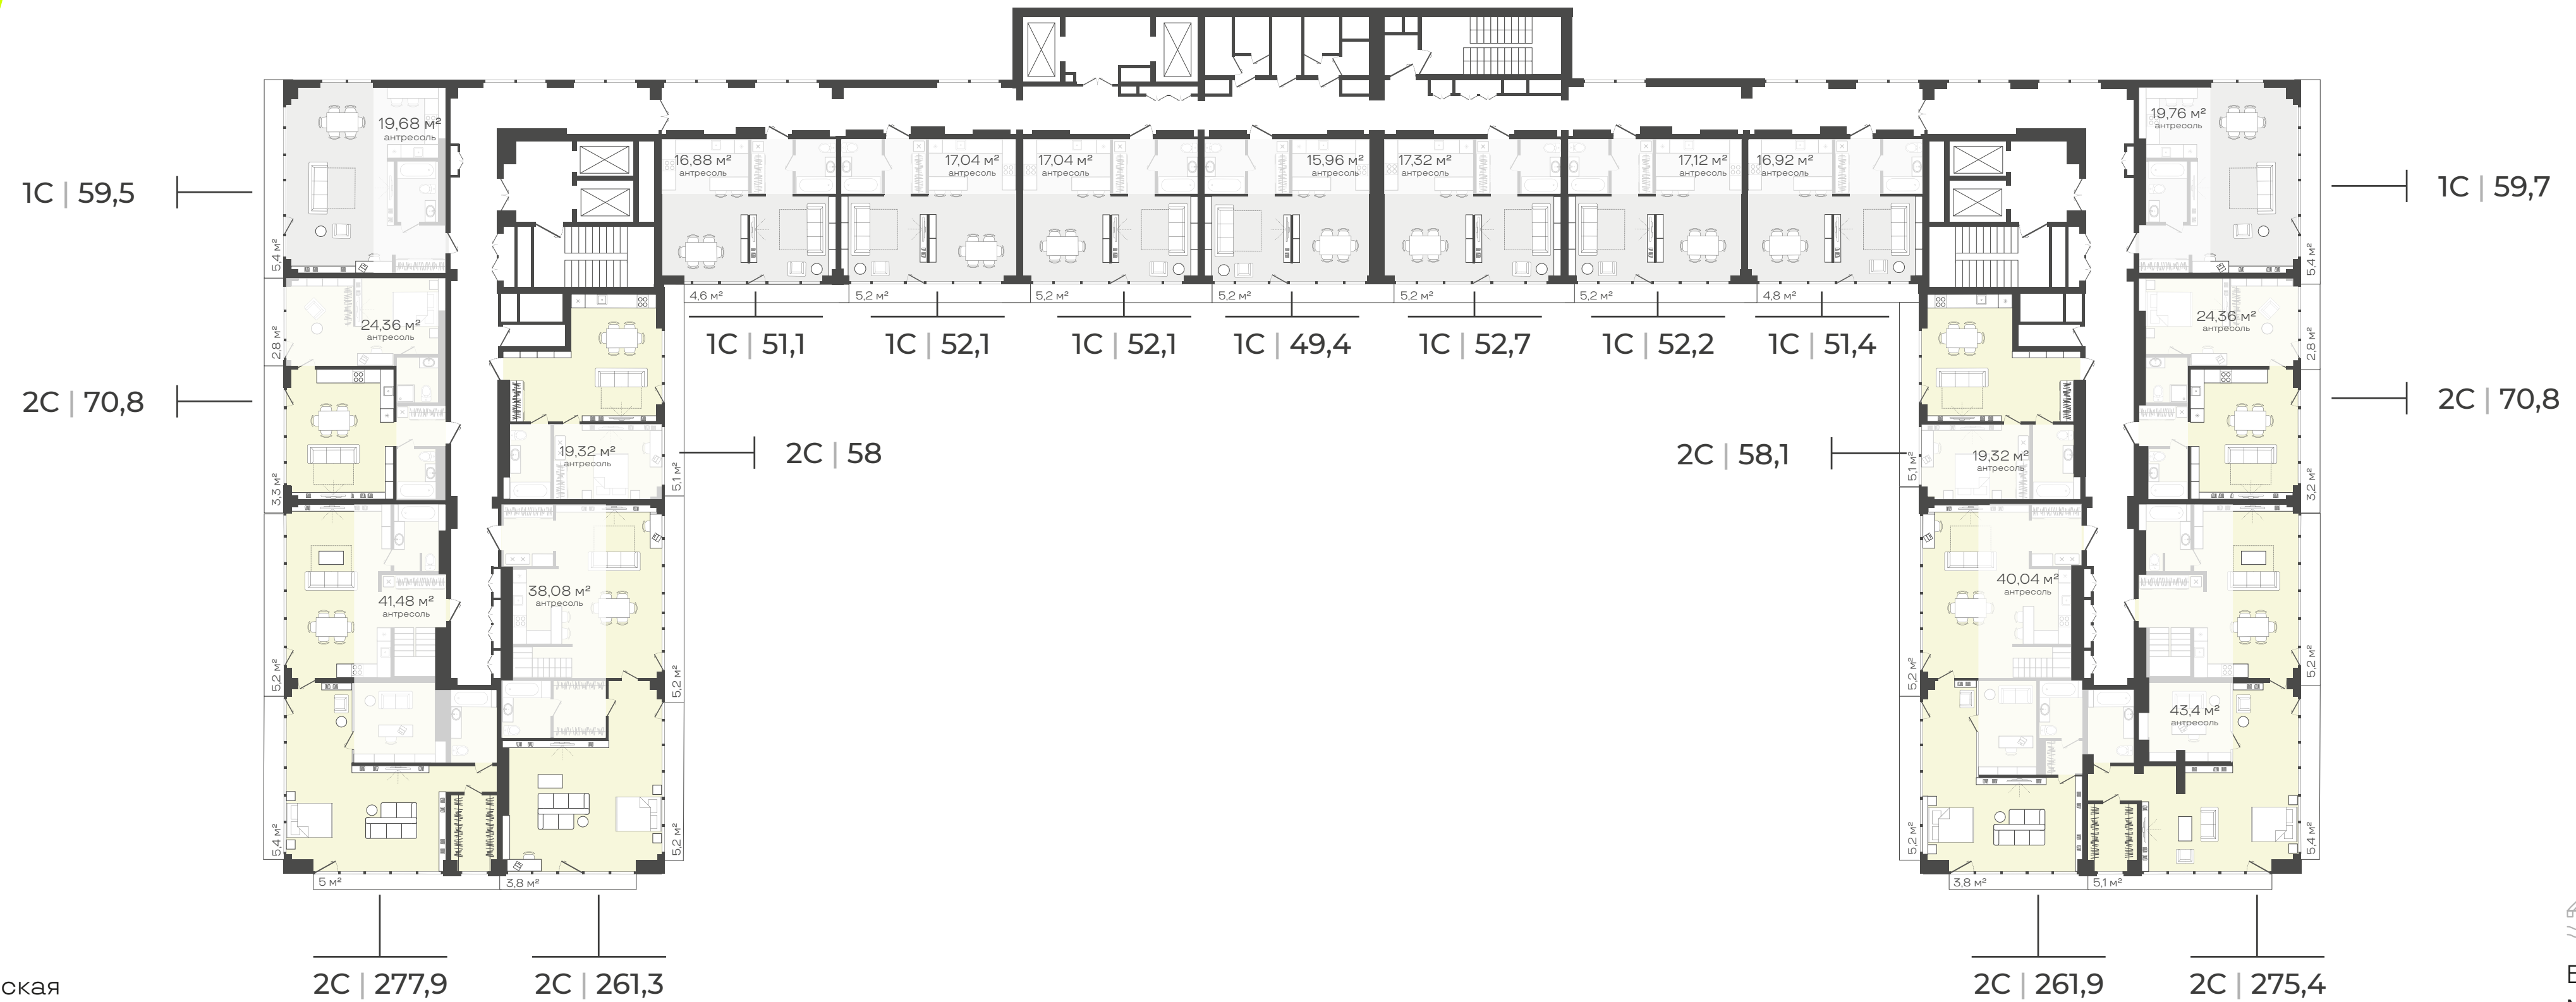 19,68 м²
антресоль
19,76 м²
антресоль
16,88 м²
антресоль
17,04 м²
антресоль
17,04 м²
антресоль
15,96 м²
антресоль
17,32 м²
антресоль
17,12 м²
антресоль
16,92 м²
антресоль
1С | 59,5
1С | 59,7
5,4 м²
5,4 м²
4,6 м²
5,2 м²
5,2 м²
5,2 м²
5,2 м²
5,2 м²
4,8 м²
24,36 м²
антресоль
24,36 м²
антресоль
2,8 м²
2,8 м²
1С | 51,1
1С | 52,1
1С | 52,1
1С | 49,4
1С | 52,7
1С | 52,2
1С | 51,4
2С | 70,8
2С | 70,8
19,32 м²
антресоль
2С | 58
2С | 58,1
19,32 м²
антресоль
3,3 м²
5,1 м²
5,1 м²
3,2 м²
41,48 м²
антресоль
38,08 м²
антресоль
40,04 м²
антресоль
5,2 м²
5,2 м²
5,2 м²
5,2 м²
43,4 м²
антресоль
5,4 м²
5,2 м²
5,2 м²
5,4 м²
5 м²
3,8 м²
3,8 м²
5,1 м²
2С | 277,9
2С | 261,3
2С | 261,9
2С | 275,4
ская